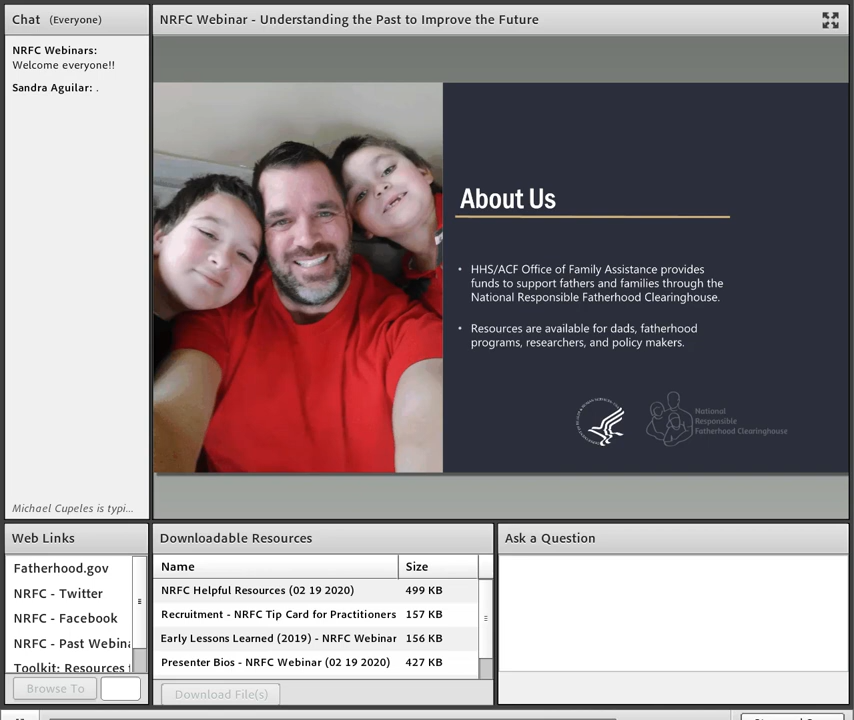 Chat (Everyone)
NRFC Webinar - Understanding the Past to Improve the Future
NRFC Webinars:
Welcome everyone!!
Sandra Aguilar: .
About Us
• HHS/ACF Office of Family Assistance provides
funds to support fathers and families through the
National Responsible Fatherhood Clearinghouse.
• Resources are available for dads, fatherhood
programs, researchers, and policy makers.
National
Responsible
Fatherhood Clearinghouse
Michael Cupeles is typi...
Web Links
Fatherhood.gov
NRFC - Twitter
NRFC - Facebook
NRFC - Past Webina
Toolkit: Resources
Browse To
Downloadable Resources
Name Size
NRFC Helpful Resources (02 19 2020) 499 KB
Recruitment - NRFC Tip Card for Practitioners 157 KB
Early Lessons Learned (2019) - NRFC Webinar 156 KB
Presenter Bios - NRFC Webinar (02 19 2020) 427 KB
Download File(s)
Ask a Question